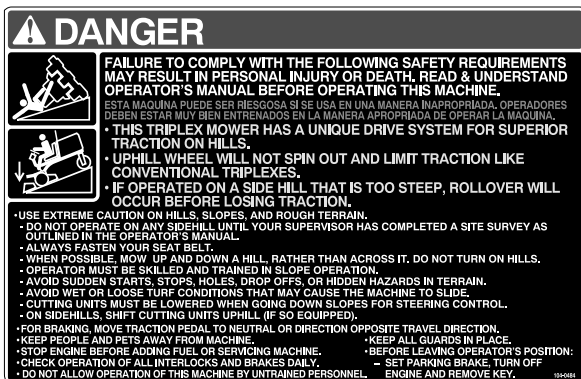 DANGER
FAILURE TO COMPLY WITH THE FOLLOWING SAFETY REQUIREMENTS
MAY RESULT IN PERSONAL INJURY OR DEATH. READ & UNDERSTAND
OPERATOR'S MANUAL BEFORE OPERATING THIS MACHINE.
ESTA MAQUINA PUEDE SER RIESGOSA SI SE USA EN UNA MANERA INAPROPRIADA. OPERADORES
DEBEN ESTAR MUY BIEN ENTRENADOS EN LA MANERA APROPRIADA DE OPERAR LA MAQUINA.
• THIS TRIPLEX MOWER HAS A UNIQUE DRIVE SYSTEM FOR SUPERIOR
TRACTION ON HILLS.
• UPHILL WHEEL WILL NOT SPIN OUT AND LIMIT TRACTION LIKE
CONVENTIONAL TRIPLEXES.
• IF OPERATED ON A SIDE HILL THAT IS TOO STEEP, ROLLOVER WILL
OCCUR BEFORE LOSING TRACTION.
•USE EXTREME CAUTION ON HILLS, SLOPES, AND ROUGH TERRAIN.
- DO NOT OPERATE ON ANY SIDEHILL UNTIL YOUR SUPERVISOR HAS COMPLETED A SITE SURVEY AS
OUTLINED IN THE OPERATOR'S MANUAL.
- ALWAYS FASTEN YOUR SEAT BELT.
- WHEN POSSIBLE, MOW UP AND DOWN A HILL, RATHER THAN ACROSS IT. DO NOT TURN ON HILLS.
- OPERATOR MUST BE SKILLED AND TRAINED IN SLOPE OPERATION.
- AVOID SUDDEN STARTS, STOPS, HOLES, DROP OFFS, OR HIDDEN HAZARDS IN TERRAIN.
- AVOID WET OR LOOSE TURF CONDITIONS THAT MAY CAUSE THE MACHINE TO SLIDE.
- CUTTING UNITS MUST BE LOWERED WHEN GOING DOWN SLOPES FOR STEERING CONTROL.
- ON SIDEHILLS, SHIFT CUTTING UNITS UPHILL (IF SO EQUIPPED).
•FOR BRAKING, MOVE TRACTION PEDAL TO NEUTRAL OR DIRECTION OPPOSITE TRAVEL DIRECTION.
•KEEP PEOPLE AND PETS AWAY FROM MACHINE.
•STOP ENGINE BEFORE ADDING FUEL OR SERVICING MACHINE.
•CHECK OPERATION OF ALL INTERLOCKS AND BRAKES DAILY.
•DO NOT ALLOW OPERATION OF THIS MACHINE BY UNTRAINED PERSONNEL.
•KEEP ALL GUARDS IN PLACE.
•BEFORE LEAVING OPERATOR'S POSITION:
– SET PARKING BRAKE, TURN OFF
ENGINE AND REMOVE KEY.
104-0484